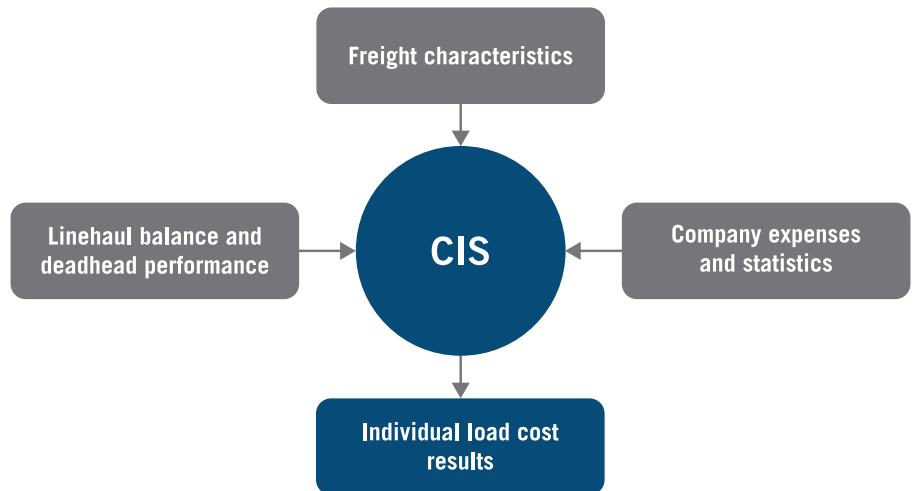 Freight characteristics
Linehaul balance and
deadhead performance
CIS
Company expenses
and statistics
Individual load cost
results